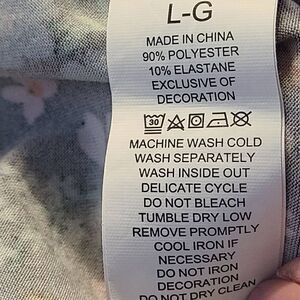 L-G
MADE IN CHINA
90% POLYESTER
10% ELASTANE
EXCLUSIVE OF
DECORATION
30
MACHINE WASH COLD
WASH SEPARATELY
WASH INSIDE OUT
DELICATE CYCLE
DO NOT BLEACH
TUMBLE DRY LOW
REMOVE PROMPTLY
COOL IRON IF
NECESSARY
DO NOT IRON
DECORATION
DO NOT DRY CLEAN